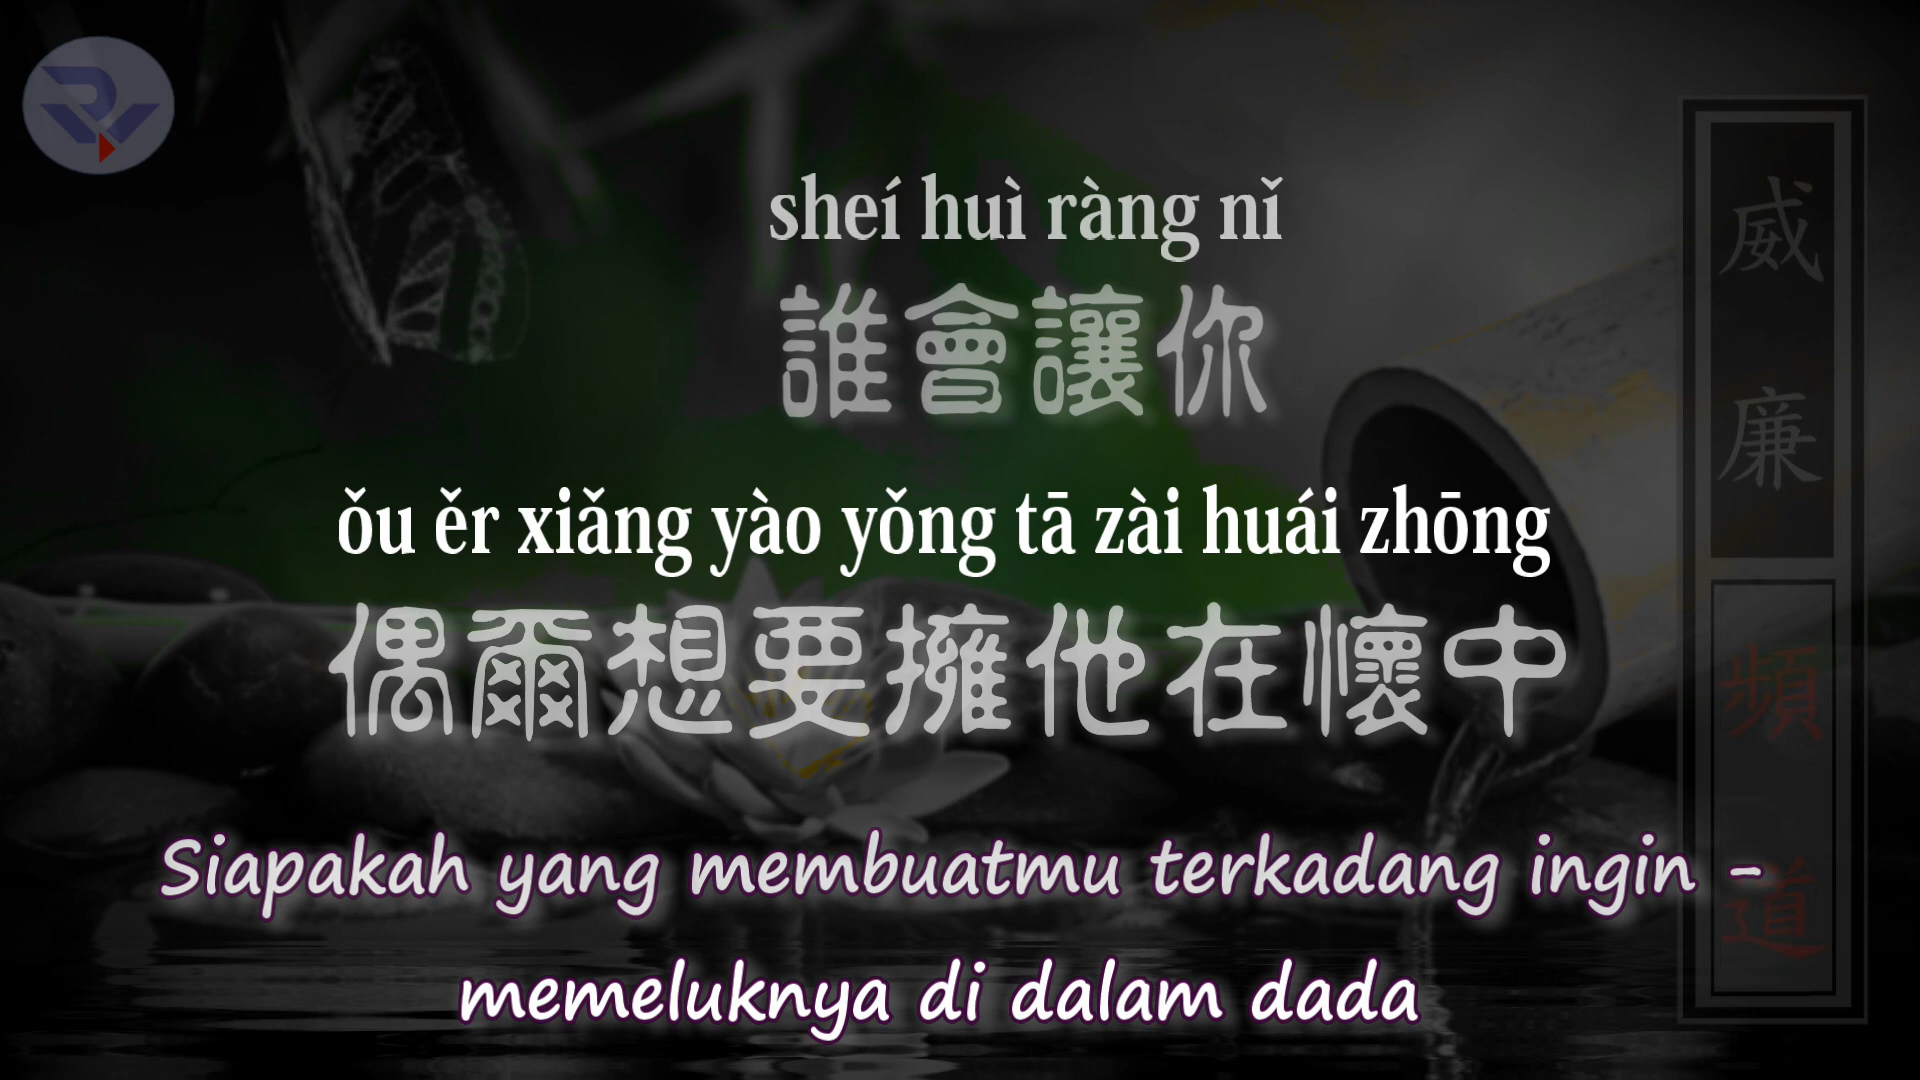 sheí huì ràng nǐ
誰會讓你
ǒu ěr xiǎng yào yǒng tā zài huái zhōng
偶爾想要擁他在懷中
Siapakah yang membuatmu terkadang ingin -
memeluknya di dalam dada
威廉
頻道